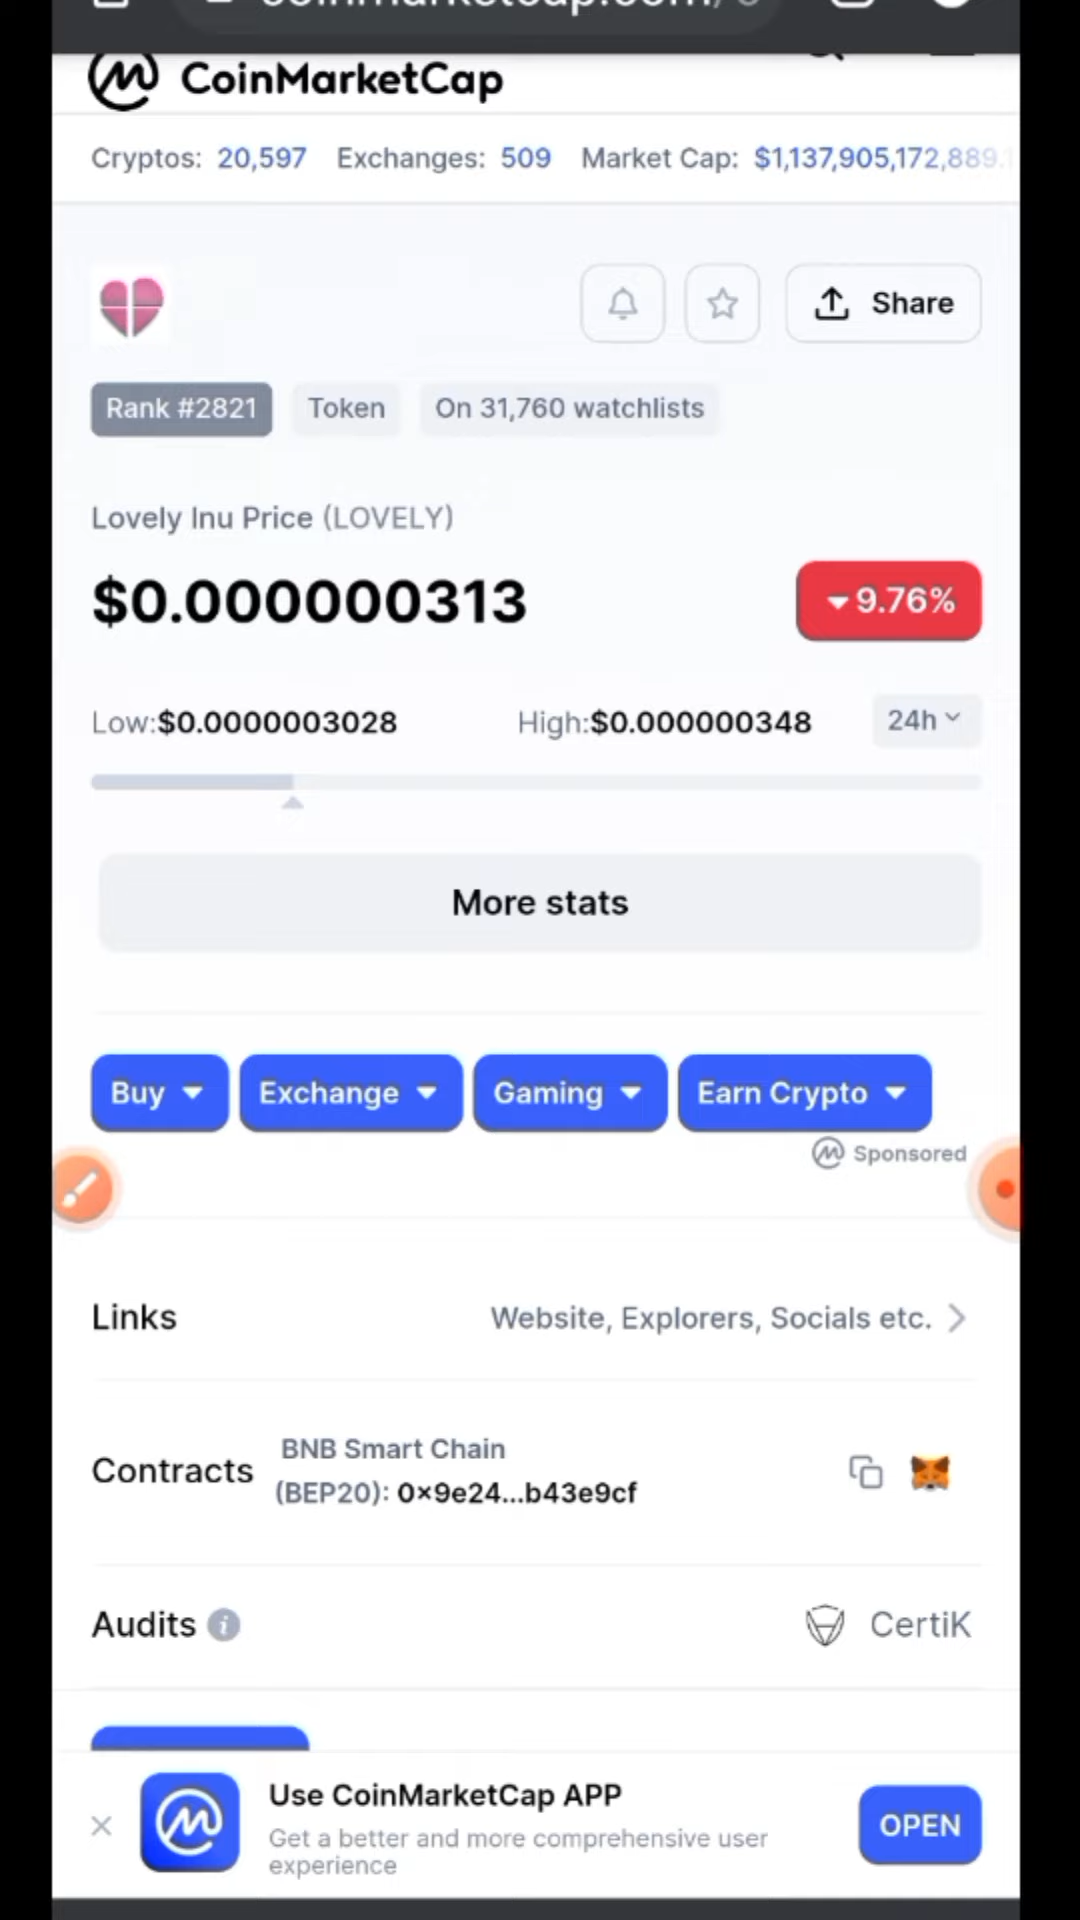 CoinMarketCap
Cryptos: 20,597 Exchanges: 509 Market Cap: $1,137,905,172,889.1
Share
Rank #2821 Token On 31,760 watchlists
Lovely Inu Price (LOVELY)
$0.000000313
9.76%
Low:$0.0000003028 High:$0.000000348 24h
More stats
Buy Exchange Gaming Earn Crypto
Sponsored
Links Website, Explorers, Socials etc.
BNB Smart Chain
Contracts
(BEP20): 0×9e24...b43e9cf
Audits CertiK
Use CoinMarketCap APP
Get a better and more comprehensive user
experience
OPEN